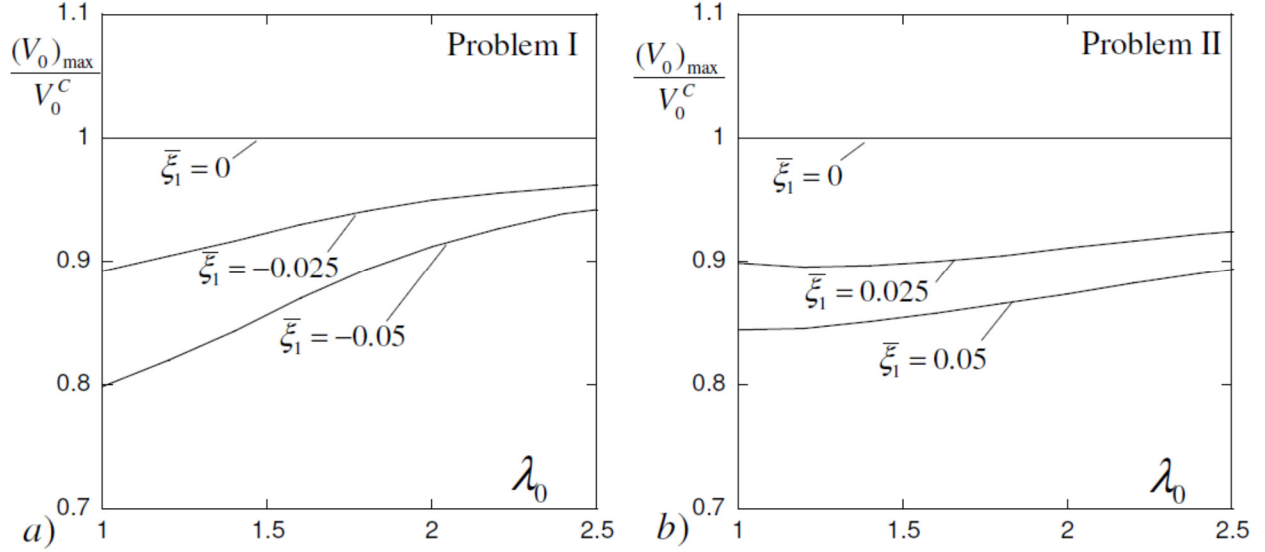 1.1
(V₀)max
V₀^C
Problem I
1
ξ̄₁ = 0
0.9
ξ̄₁ = −0.025
ξ̄₁ = −0.05
0.8
λ₀
0.7
a)
1
1.5
2
2.5
1.1
(V₀)max
V₀^C
Problem II
1
ξ̄₁ = 0
0.9
ξ̄₁ = 0.025
ξ̄₁ = 0.05
0.8
λ₀
0.7
b)
1
1.5
2
2.5